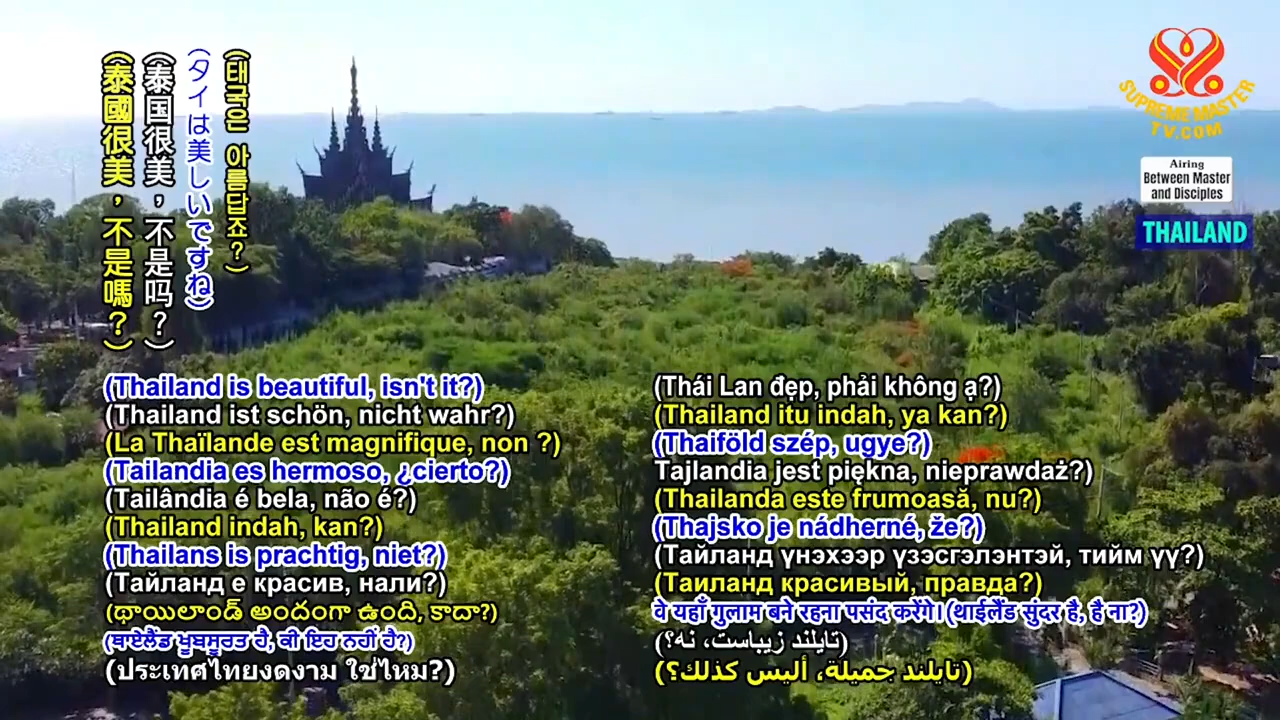 (태국은 아름답죠?)
(タイは美しいですね)
(泰国很美，不是吗？)
(泰國很美，不是嗎？)
SUPREME MASTER
TV.COM
Airing
Between Master
and Disciples
THAILAND
(Thailand is beautiful, isn't it?)
(Thailand ist schön, nicht wahr?)
(La Thaïlande est magnifique, non ?)
(Tailandia es hermoso, ¿cierto?)
(Tailândia é bela, não é?)
(Thailand indah, kan?)
(Thailans is prachtig, niet?)
(Тайланд е красив, нали?)
(థాయిలాండ్ అందంగా ఉంది, కాదా?)
(ਥਾਈਲੈਂਡ ਖੂਬਸੂਰਤ ਹੈ, ਕੀ ਇਹ ਨਹੀਂ ਹੈ?)
(ประเทศไทยงดงาม ใช่ไหม?)
(Thái Lan đẹp, phải không ạ?)
(Thailand itu indah, ya kan?)
(Thaiföld szép, ugye?)
Tajlandia jest piękna, nieprawdaż?)
(Thailanda este frumoasă, nu?)
(Thajsko je nádherné, že?)
(Тайланд үнэхээр үзэсгэлэнтэй, тийм үү?)
(Таиланд красивый, правда?)
वे यहाँ गुलाम बने रहना पसंद करेंगे। (थाईलैंड सुंदर है, है ना?)
(تایلند زیباست، نه؟)
(تايلند جميلة، أليس كذلك؟)